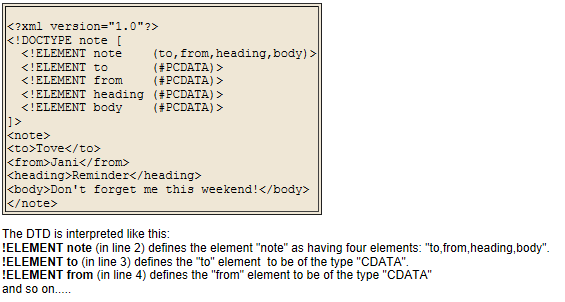 <?xml version="1.0"?>
<!DOCTYPE note [
  <!ELEMENT note    (to,from,heading,body)>
  <!ELEMENT to      (#PCDATA)>
  <!ELEMENT from    (#PCDATA)>
  <!ELEMENT heading (#PCDATA)>
  <!ELEMENT body    (#PCDATA)>
]>
<note>
<to>Tove</to>
<from>Jani</from>
<heading>Reminder</heading>
<body>Don't forget me this weekend!</body>
</note>
The DTD is interpreted like this:
!ELEMENT note (in line 2) defines the element "note" as having four elements: "to,from,heading,body".
!ELEMENT to (in line 3) defines the "to" element  to be of the type "CDATA".
!ELEMENT from (in line 4) defines the "from" element to be of the type "CDATA"
and so on.....